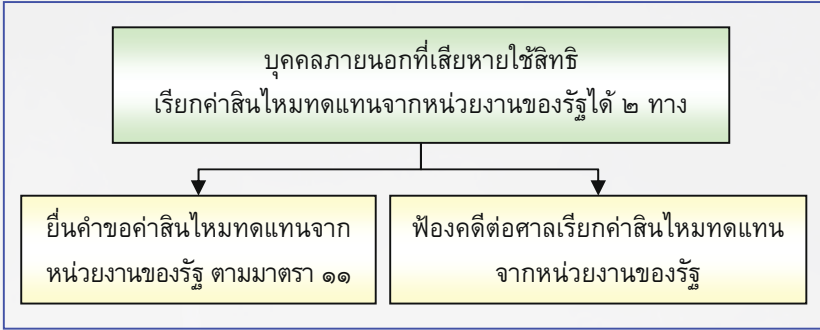 บุคคลภายนอกที่เสียหายใช้สิทธิ
เรียกค่าสินไหมทดแทนจากหน่วยงานของรัฐได้ ๒ ทาง
ยื่นคำขอค่าสินไหมทดแทนจาก
หน่วยงานของรัฐ ตามมาตรา ๑๑
ฟ้องคดีต่อศาลเรียกค่าสินไหมทดแทน
จากหน่วยงานของรัฐ